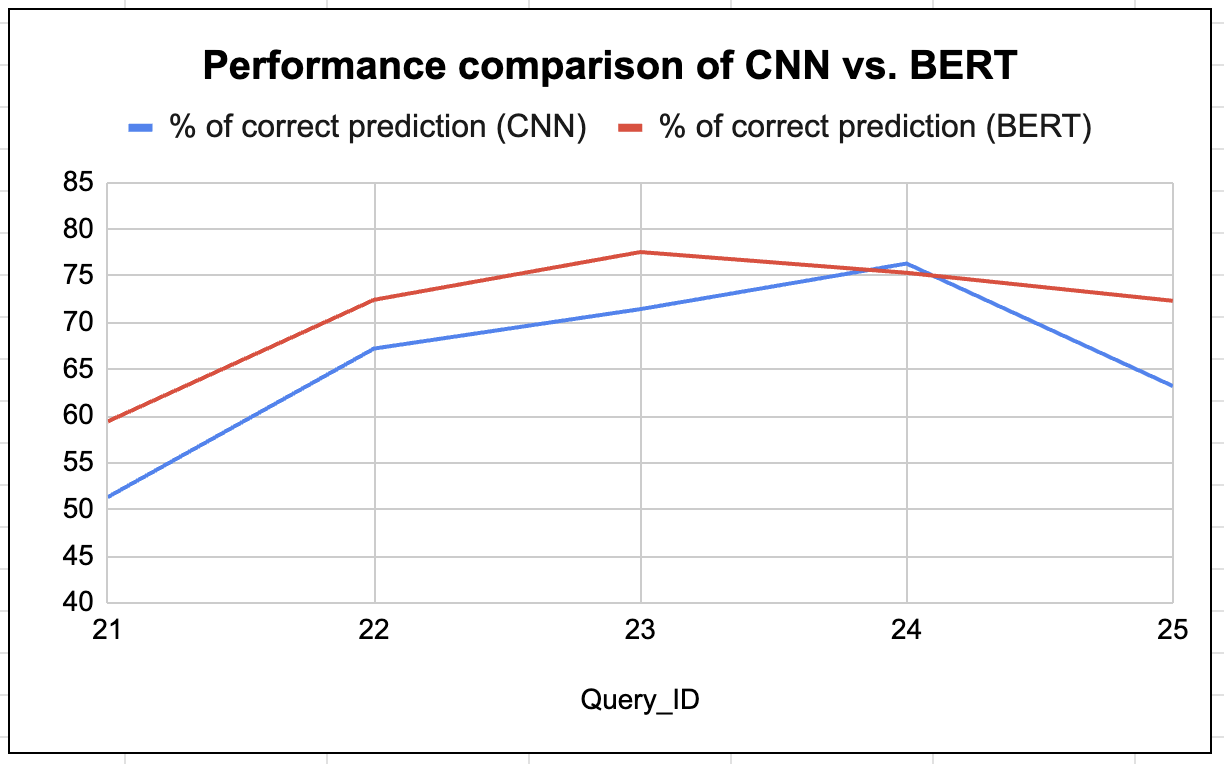 Performance comparison of CNN vs. BERT
% of correct prediction (CNN) % of correct prediction (BERT)
85
80
75
70
65
60
55
50
45
40
21 22 23 24 25
Query_ID